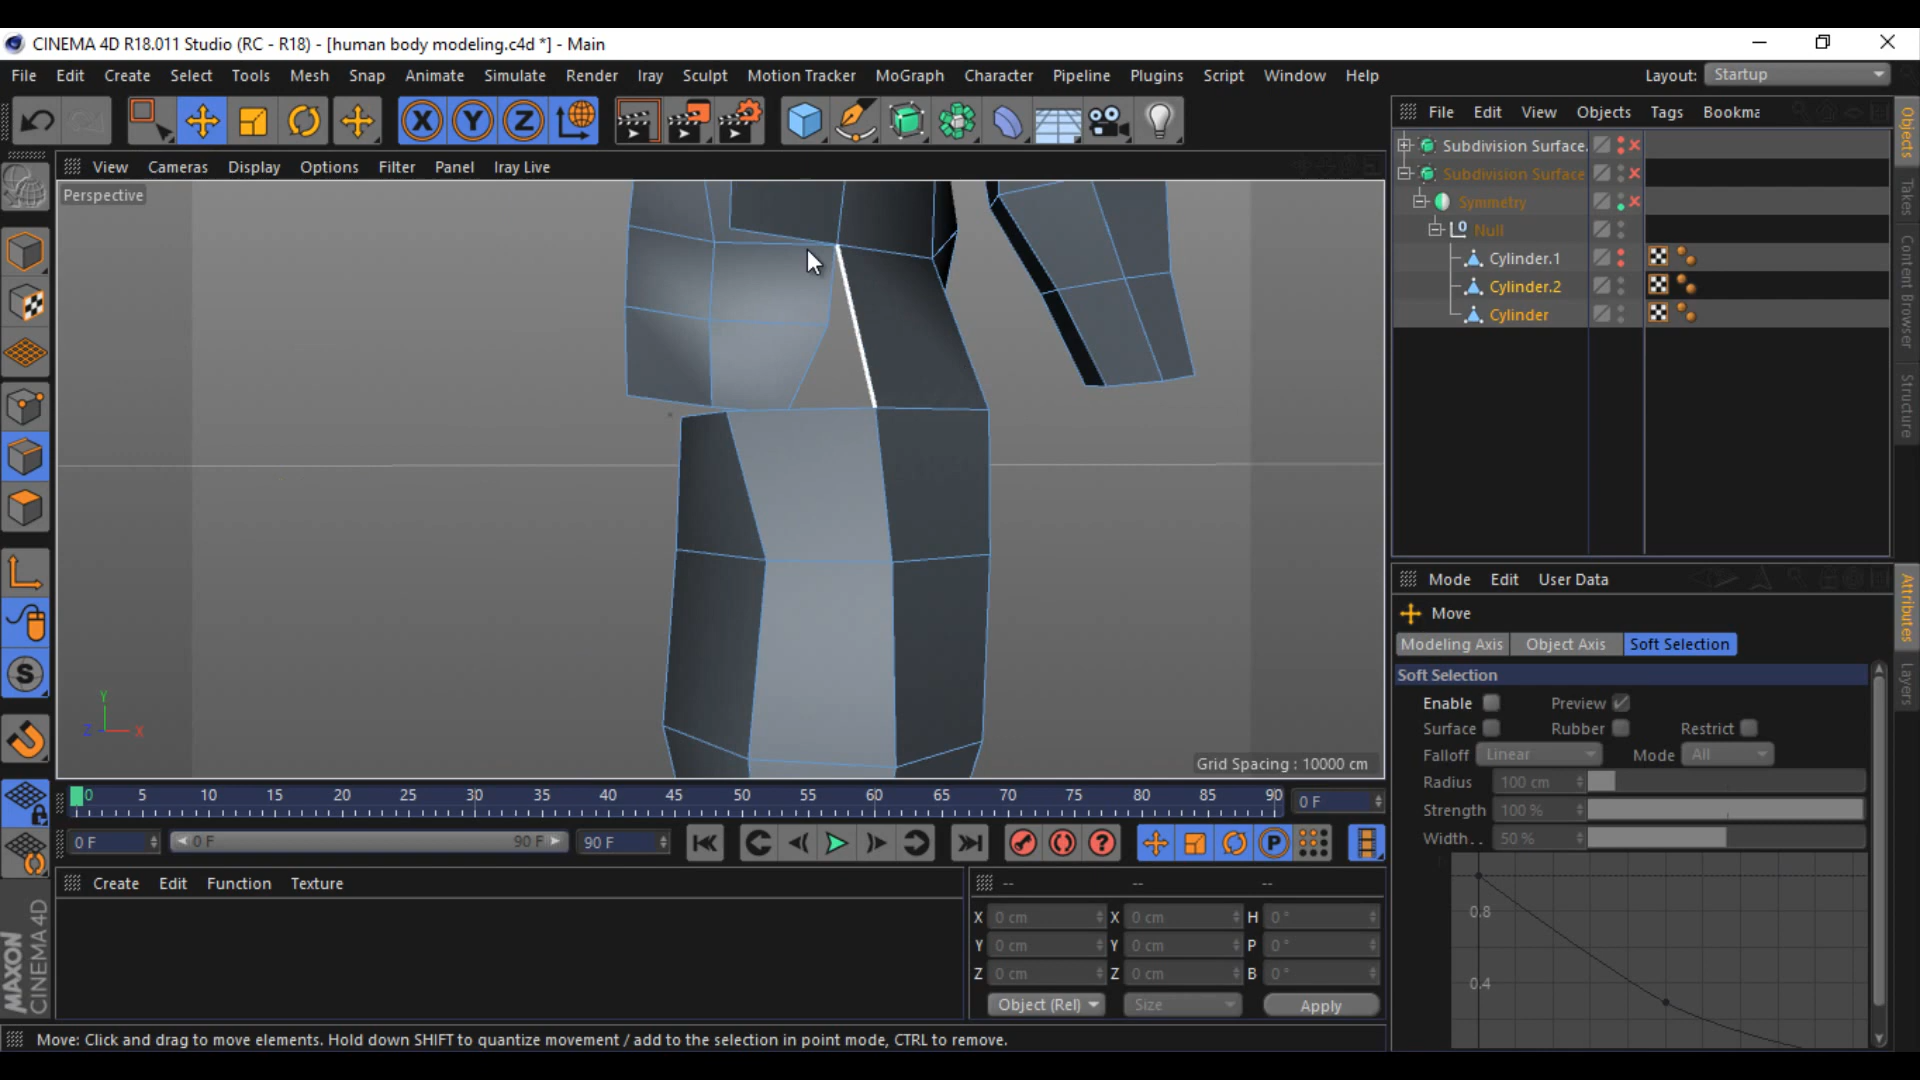 CINEMA 4D R18.011 Studio (RC - R18) - [human body modeling.c4d *] - Main
File Edit Create Select Tools Mesh Snap Animate Simulate Render Iray Sculpt Motion Tracker MoGraph Character Pipeline Plugins Script Window Help Layout: Startup
X Y Z
File Edit View Objects Tags Bookma
Objects
Takes
Content Browser
Structure
Subdivision Surface.
Subdivision Surface
Symmetry
Null
Cylinder.1
Cylinder.2
Cylinder
View Cameras Display Options Filter Panel Iray Live
Perspective
Y
Z X
Grid Spacing : 10000 cm
Mode Edit User Data
Attributes
Layers
Move
Modeling Axis Object Axis Soft Selection
Soft Selection
Enable Preview
Surface Rubber Restrict
Falloff Linear Mode All
Radius 100 cm
Strength 100 %
Width. . 50 %
0.8
0.4
0 5 10 15 20 25 30 35 40 45 50 55 60 65 70 75 80 85 90 0 F
0 F 0 F 90 F 90 F
Create Edit Function Texture
-- -- --
X 0 cm X 0 cm H 0 °
Y 0 cm Y 0 cm P 0 °
Z 0 cm Z 0 cm B 0 °
Object (Rel) Size Apply
MAXON
CINEMA 4D
Move: Click and drag to move elements. Hold down SHIFT to quantize movement / add to the selection in point mode, CTRL to remove.